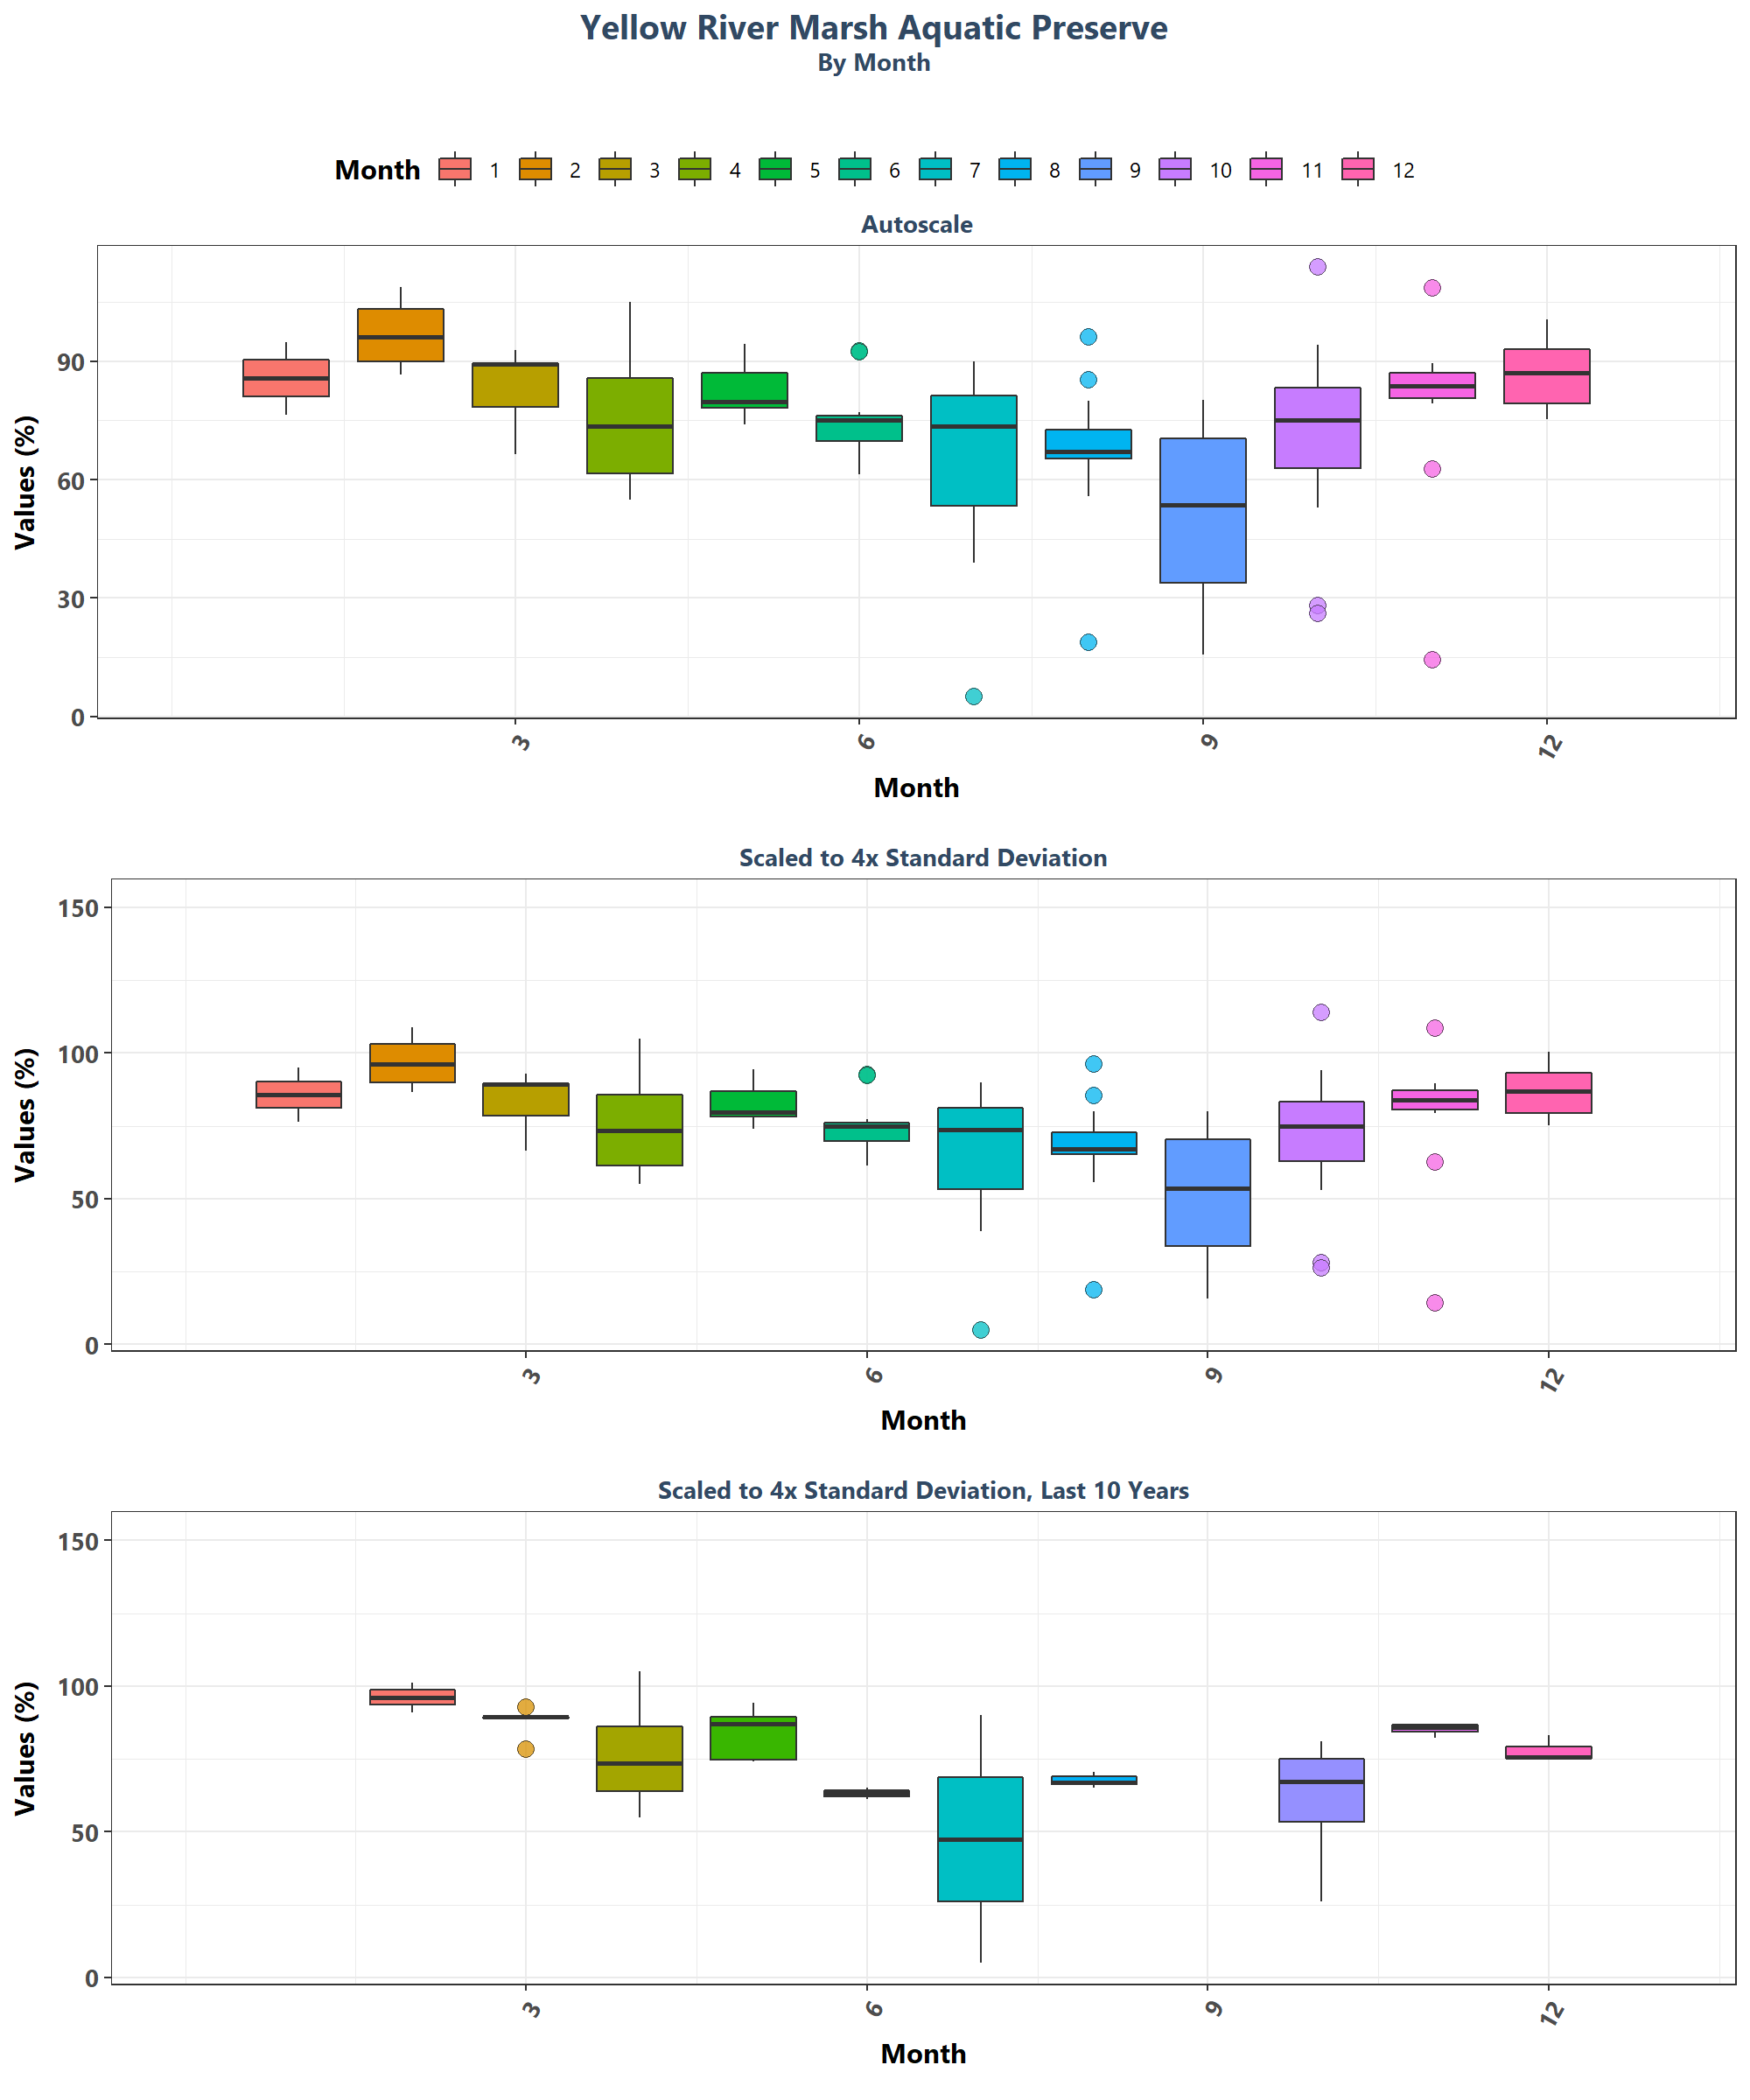 Yellow River Marsh Aquatic Preserve
By Month
Month 1 2 3 4 5 6 7 8 9 10 11 12
Autoscale
Values (%)
90
60
30
0
3 6 9 12
Month
Scaled to 4x Standard Deviation
Values (%)
150
100
50
0
3 6 9 12
Month
Scaled to 4x Standard Deviation, Last 10 Years
Values (%)
150
100
50
0
3 6 9 12
Month